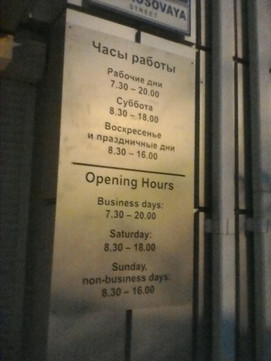 STREET
Часы работы
Рабочие дни
7.30 – 20.00
Суббота
8.30 – 18.00
Воскресенье
и праздничные дни
8.30 – 16.00
Opening Hours
Business days:
7.30 – 20.00
Saturday:
8.30 – 18.00
Sunday,
non-business days:
8.30 – 16.00